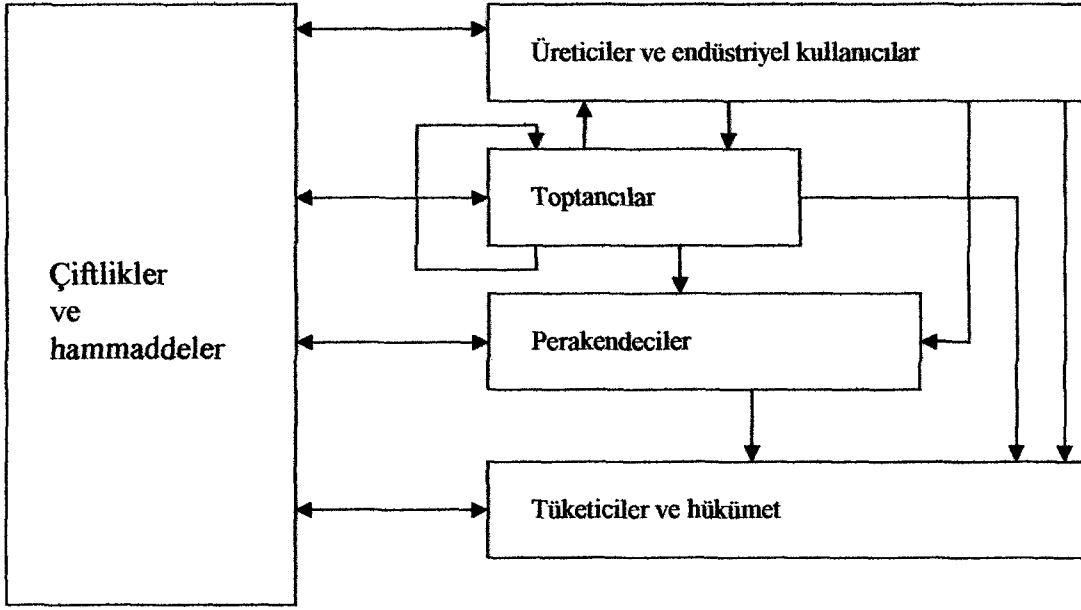 Üreticiler ve endüstriyel kullanıcılar
Toptancılar
Çiftlikler
ve
hammaddeler
Perakendeciler
Tüketiciler ve hükümet